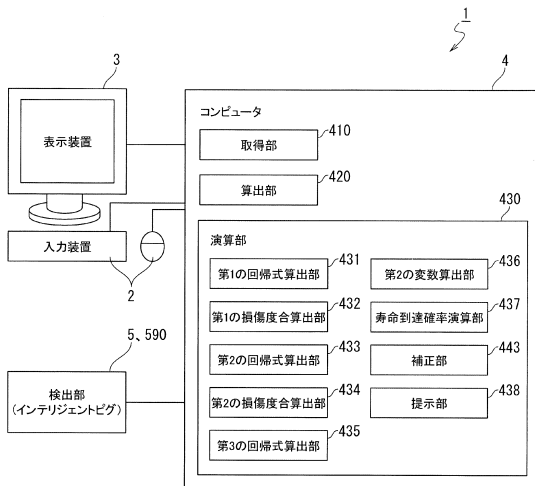 1
3
4
コンピュータ
表示装置
取得部
410
算出部
420
430
入力装置
2
演算部
第1の回帰式算出部
431
第2の変数算出部
436
第1の損傷度合算出部
432
寿命到達確率演算部
437
5、590
第2の回帰式算出部
433
補正部
443
検出部
(インテリジェントピグ)
第2の損傷度合算出部
434
提示部
438
第3の回帰式算出部
435